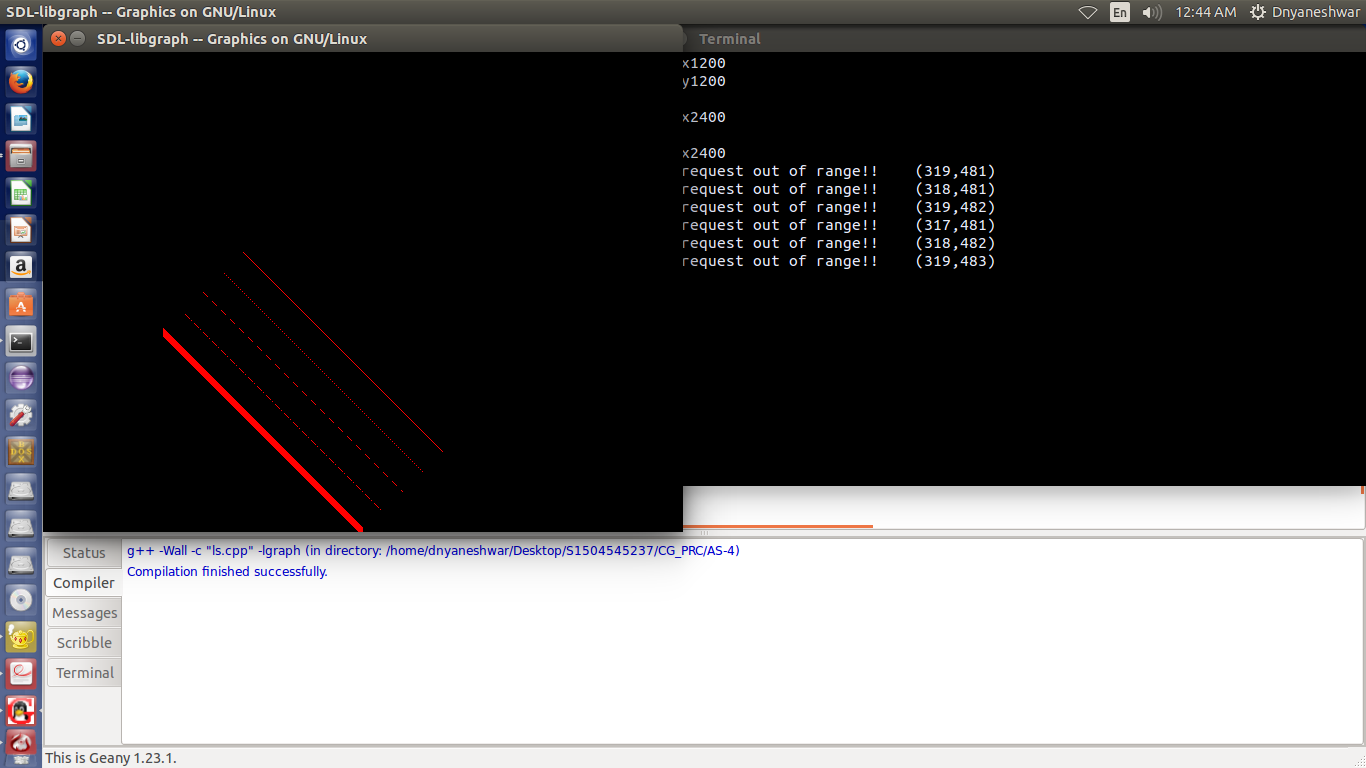 SDL-libgraph -- Graphics on GNU/Linux
En
12:44 AM
Dnyaneshwar
SDL-libgraph -- Graphics on GNU/Linux
Terminal
x1200
y1200
x2400
x2400
request out of range!! (319,481)
request out of range!! (318,481)
request out of range!! (319,482)
request out of range!! (317,481)
request out of range!! (318,482)
request out of range!! (319,483)
Status
Compiler
Messages
Scribble
Terminal
g++ -Wall -c "ls.cpp" -lgraph (in directory: /home/dnyaneshwar/Desktop/S1504545237/CG_PRC/AS-4)
Compilation finished successfully.
This is Geany 1.23.1.